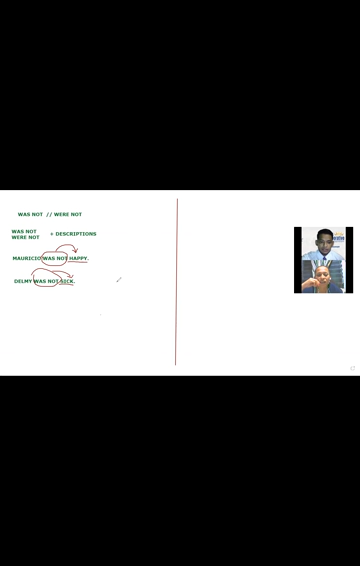 WAS NOT // WERE NOT
WAS NOT
WERE NOT + DESCRIPTIONS
MAURICIO WAS NOT HAPPY.
DELMY WAS NOT SICK.